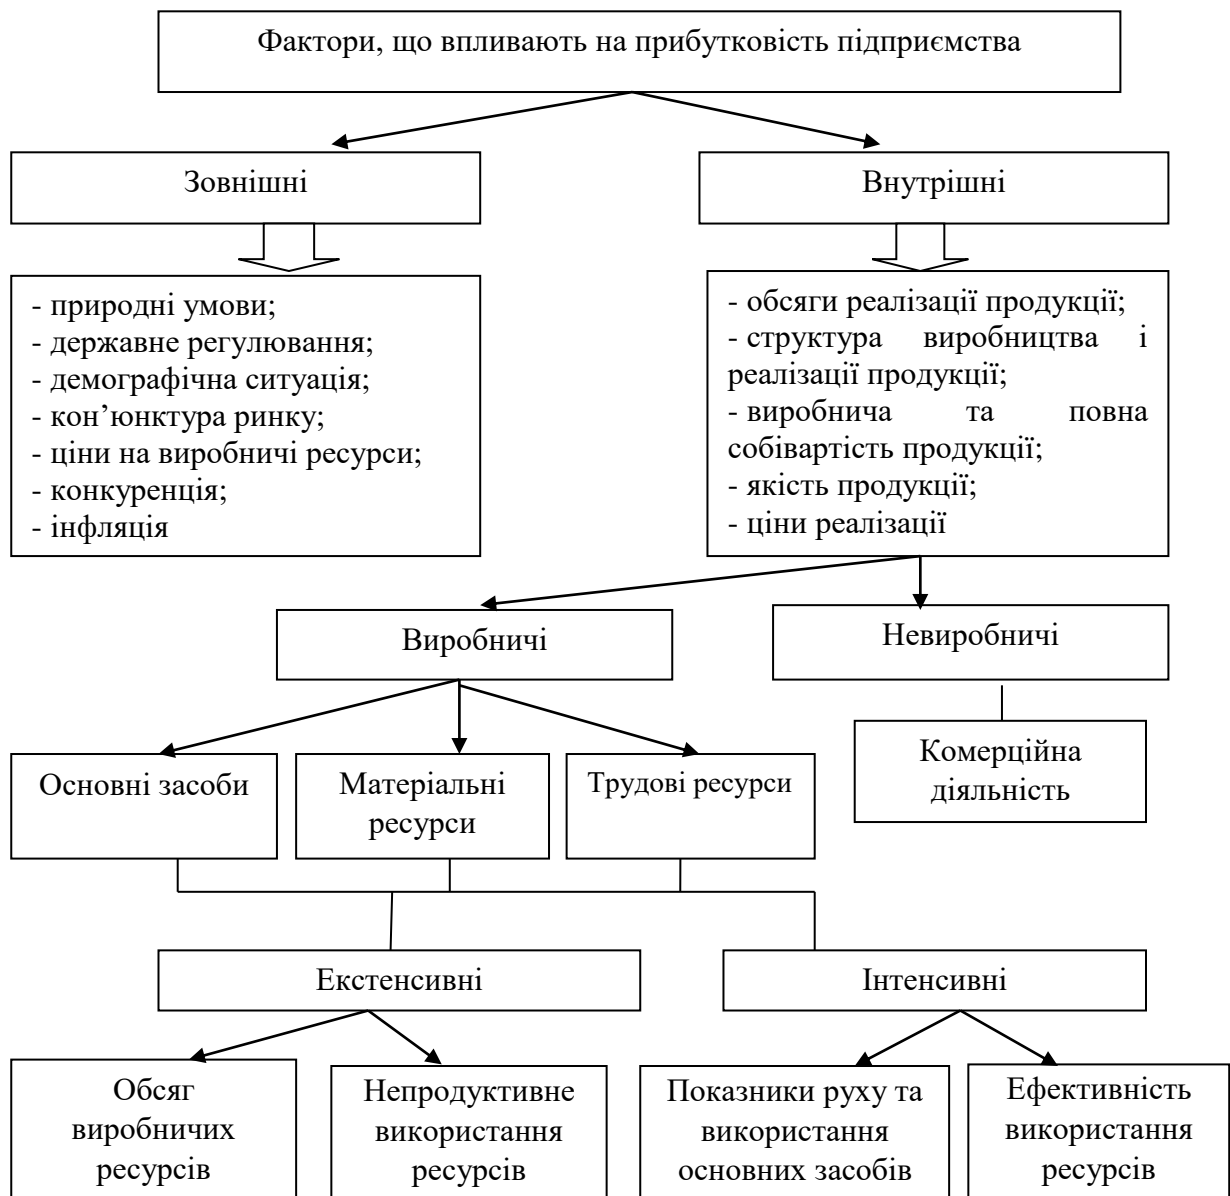 Фактори, що впливають на прибутковість підприємства
Зовнішні
Внутрішні
- природні умови;
- державне регулювання;
- демографічна ситуація;
- кон’юнктура ринку;
- ціни на виробничі ресурси;
- конкуренція;
- інфляція
- обсяги реалізації продукції;
- структура виробництва і
реалізації продукції;
- виробнича та повна
собівартість продукції;
- якість продукції;
- ціни реалізації
Виробничі
Невиробничі
Основні засоби
Матеріальні
ресурси
Трудові ресурси
Комерційна
діяльність
Екстенсивні
Інтенсивні
Обсяг
виробничих
ресурсів
Непродуктивне
використання
ресурсів
Показники руху та
використання
основних засобів
Ефективність
використання
ресурсів